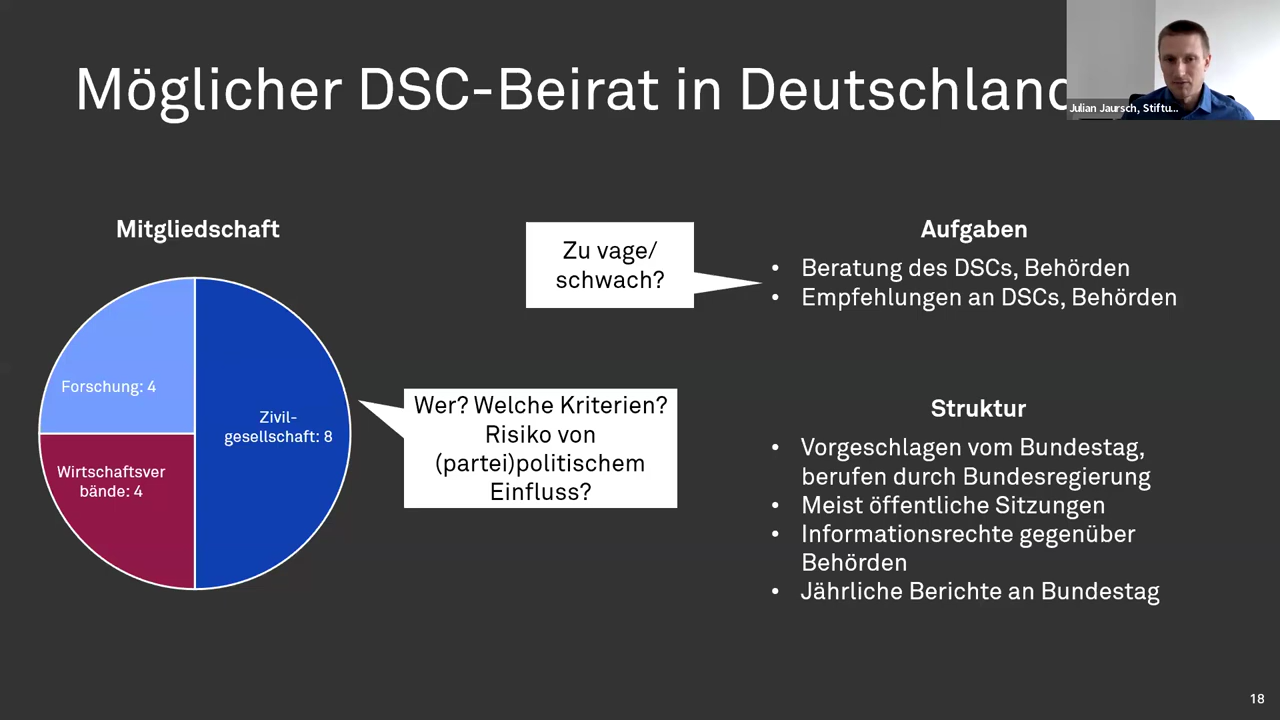 Möglicher DSC-Beirat in Deutschland
Julian Jaursch, Stiftu...
Mitgliedschaft
Forschung: 4
Wirtschaftsver
bände: 4
Zivil-
gesellschaft: 8
Zu vage/
schwach?
Wer? Welche Kriterien?
Risiko von
(partei)politischem
Einfluss?
Aufgaben
• Beratung des DSCs, Behörden
• Empfehlungen an DSCs, Behörden
Struktur
• Vorgeschlagen vom Bundestag,
berufen durch Bundesregierung
• Meist öffentliche Sitzungen
• Informationsrechte gegenüber
Behörden
• Jährliche Berichte an Bundestag
18